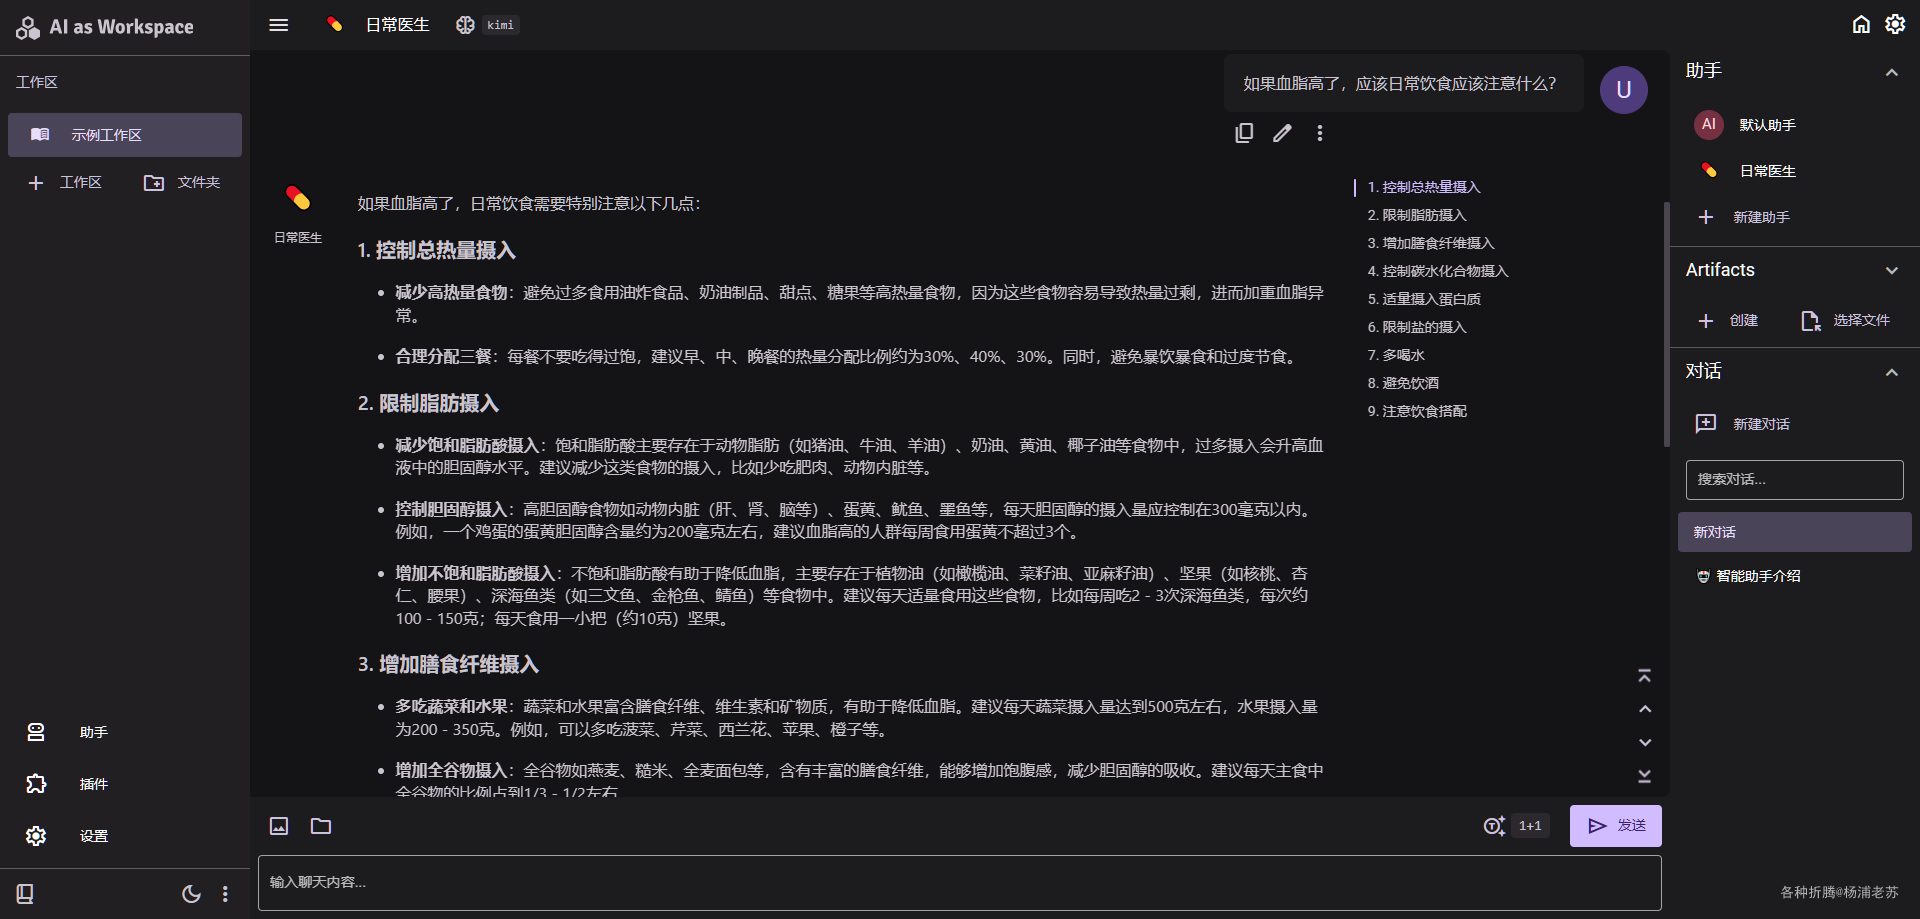 AI as Workspace
工作区
示例工作区
工作区
文件夹
助手
插件
设置
日常医生
kimi
如果血脂高了，应该日常饮食应该注意什么？
U
日常医生
如果血脂高了，日常饮食需要特别注意以下几点：
1. 控制总热量摄入
减少高热量食物：避免过多食用油炸食品、奶油制品、甜点、糖果等高热量食物，因为这些食物容易导致热量过剩，进而加重血脂异
常。
合理分配三餐：每餐不要吃得过饱，建议早、中、晚餐的热量分配比例约为30%、40%、30%。同时，避免暴饮暴食和过度节食。
2. 限制脂肪摄入
减少饱和脂肪酸摄入：饱和脂肪酸主要存在于动物脂肪（如猪油、牛油、羊油）、奶油、黄油、椰子油等食物中，过多摄入会升高血
液中的胆固醇水平。建议减少这类食物的摄入，比如少吃肥肉、动物内脏等。
控制胆固醇摄入：高胆固醇食物如动物内脏（肝、肾、脑等）、蛋黄、鱿鱼、墨鱼等，每天胆固醇的摄入量应控制在300毫克以内。
例如，一个鸡蛋的蛋黄胆固醇含量约为200毫克左右，建议血脂高的人群每周食用蛋黄不超过3个。
增加不饱和脂肪酸摄入：不饱和脂肪酸有助于降低血脂，主要存在于植物油（如橄榄油、菜籽油、亚麻籽油）、坚果（如核桃、杏
仁、腰果）、深海鱼类（如三文鱼、金枪鱼、鲭鱼）等食物中。建议每天适量食用这些食物，比如每周吃2 - 3次深海鱼类，每次约
100 - 150克；每天食用一小把（约10克）坚果。
3. 增加膳食纤维摄入
多吃蔬菜和水果：蔬菜和水果富含膳食纤维、维生素和矿物质，有助于降低血脂。建议每天蔬菜摄入量达到500克左右，水果摄入量
为200 - 350克。例如，可以多吃菠菜、芹菜、西兰花、苹果、橙子等。
增加全谷物摄入：全谷物如燕麦、糙米、全麦面包等，含有丰富的膳食纤维，能够增加饱腹感，减少胆固醇的吸收。建议每天主食中
全谷物的比例占到1/3 - 1/2左右
1. 控制总热量摄入
2. 限制脂肪摄入
3. 增加膳食纤维摄入
4. 控制碳水化合物摄入
5. 适量摄入蛋白质
6. 限制盐的摄入
7. 多喝水
8. 避免饮酒
9. 注意饮食搭配
1+1
发送
输入聊天内容...
助手
AI
默认助手
日常医生
新建助手
Artifacts
创建
选择文件
对话
新建对话
搜索对话...
新对话
智能助手介绍
各种折腾@杨浦老苏